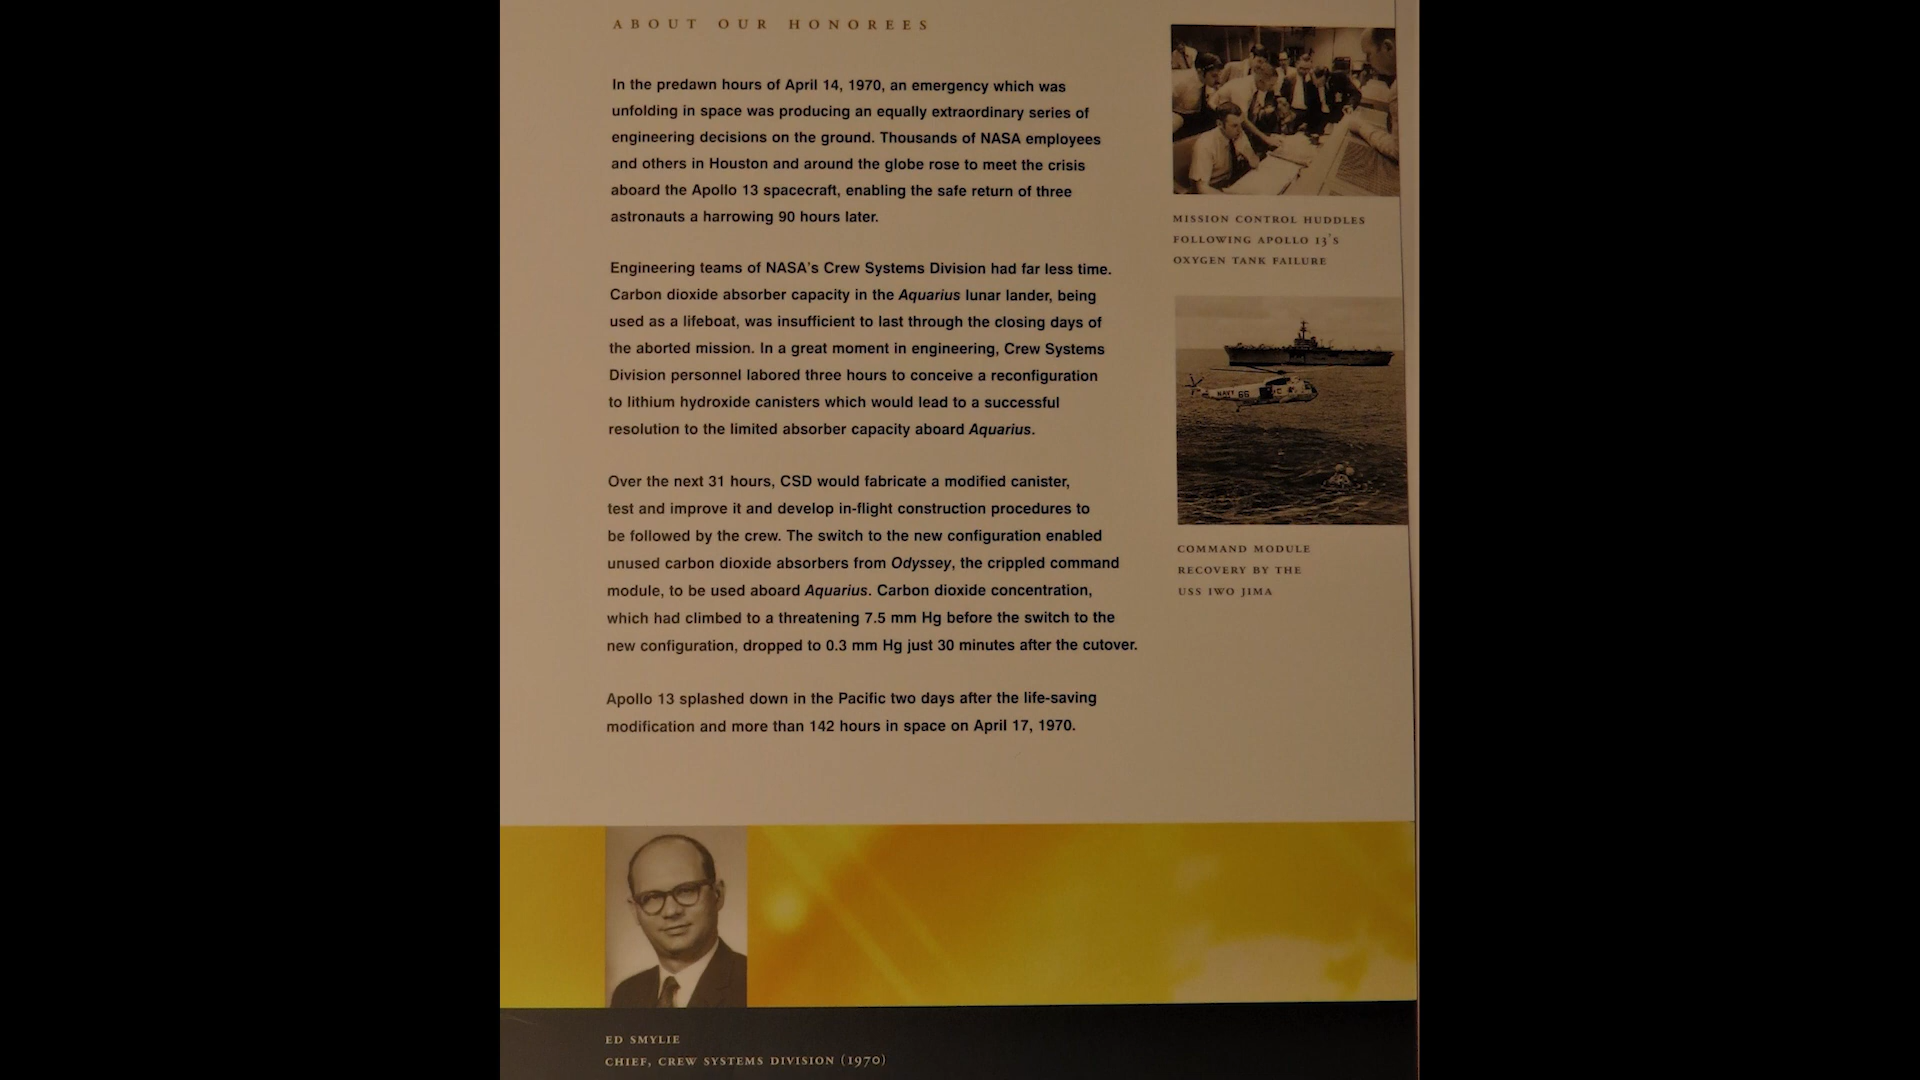 ABOUT OUR HONOREES
In the predawn hours of April 14, 1970, an emergency which was
unfolding in space was producing an equally extraordinary series of
engineering decisions on the ground. Thousands of NASA employees
and others in Houston and around the globe rose to meet the crisis
aboard the Apollo 13 spacecraft, enabling the safe return of three
astronauts a harrowing 90 hours later.
Engineering teams of NASA's Crew Systems Division had far less time.
Carbon dioxide absorber capacity in the Aquarius lunar lander, being
used as a lifeboat, was insufficient to last through the closing days of
the aborted mission. In a great moment in engineering, Crew Systems
Division personnel labored three hours to conceive a reconfiguration
to lithium hydroxide canisters which would lead to a successful
resolution to the limited absorber capacity aboard Aquarius.
Over the next 31 hours, CSD would fabricate a modified canister,
test and improve it and develop in-flight construction procedures to
be followed by the crew. The switch to the new configuration enabled
unused carbon dioxide absorbers from Odyssey, the crippled command
module, to be used aboard Aquarius. Carbon dioxide concentration,
which had climbed to a threatening 7.5 mm Hg before the switch to the
new configuration, dropped to 0.3 mm Hg just 30 minutes after the cutover.
Apollo 13 splashed down in the Pacific two days after the life-saving
modification and more than 142 hours in space on April 17, 1970.
MISSION CONTROL HUDDLES
FOLLOWING APOLLO 13'S
OXYGEN TANK FAILURE
NAVY 66
COMMAND MODULE
RECOVERY BY THE
USS IWO JIMA
ED SMYLIE
CHIEF, CREW SYSTEMS DIVISION (1970)